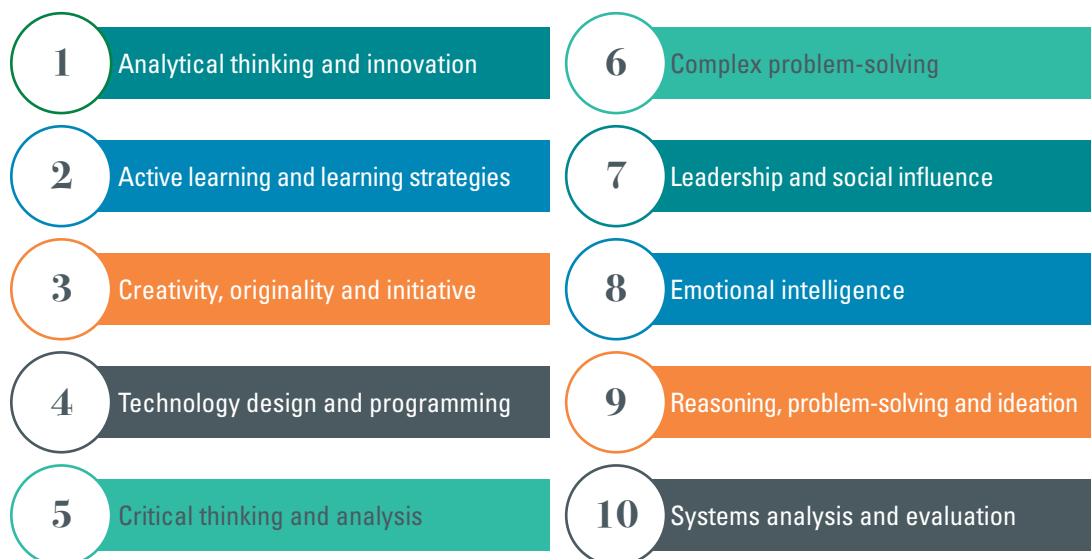 1 Analytical thinking and innovation
2 Active learning and learning strategies
3 Creativity, originality and initiative
4 Technology design and programming
5 Critical thinking and analysis
6 Complex problem-solving
7 Leadership and social influence
8 Emotional intelligence
9 Reasoning, problem-solving and ideation
10 Systems analysis and evaluation